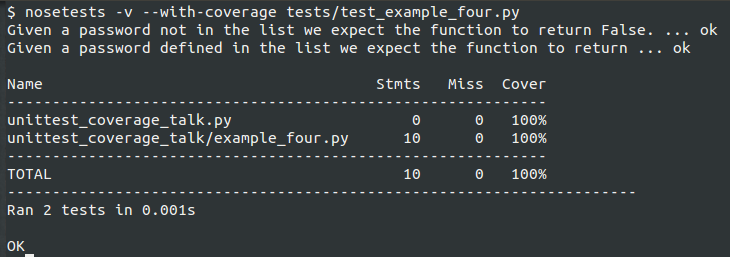 $ nosetests -v --with-coverage tests/test_example_four.py
Given a password not in the list we expect the function to return False. ... ok
Given a password defined in the list we expect the function to return ... ok
Name Stmts Miss Cover
------------------------------------------------------------
unittest_coverage_talk.py 0 0 100%
unittest_coverage_talk/example_four.py 10 0 100%
------------------------------------------------------------
TOTAL 10 0 100%
----------------------------------------------------------------------
Ran 2 tests in 0.001s
OK